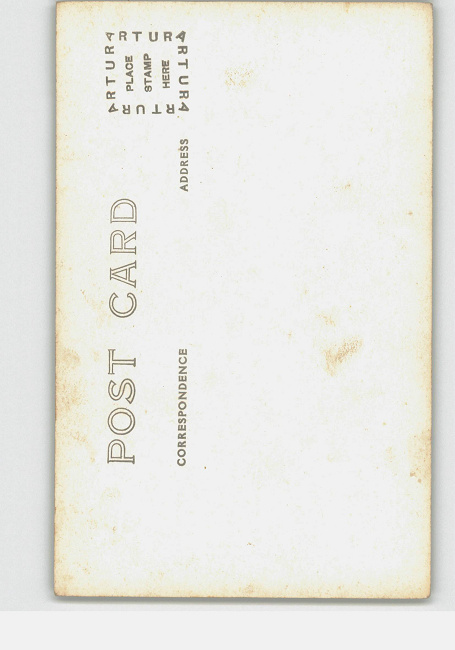 POST CARD
CORRESPONDENCE
ADDRESS
ARTURA
ARTURA
ARTURA
ARTURA
PLACE
STAMP
HERE